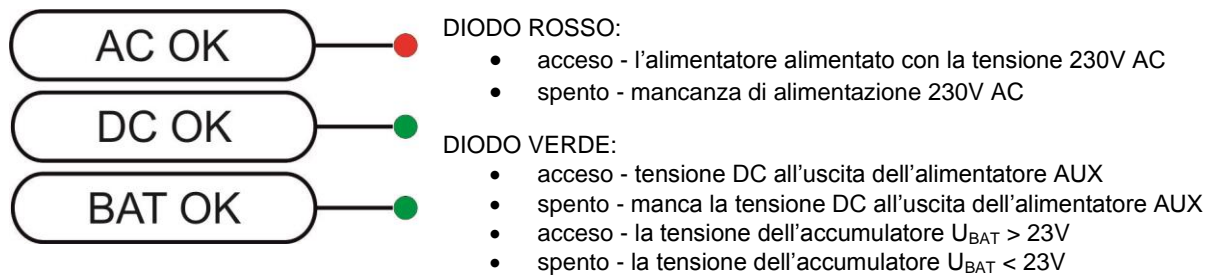 AC OK
DC OK
BAT OK
DIODO ROSSO:
• acceso - l'alimentatore alimentato con la tensione 230V AC
• spento - mancanza di alimentazione 230V AC
DIODO VERDE:
• acceso - tensione DC all'uscita dell'alimentatore AUX
• spento - manca la tensione DC all'uscita dell'alimentatore AUX
• acceso - la tensione dell'accumulatore UBAT > 23V
• spento - la tensione dell'accumulatore UBAT < 23V